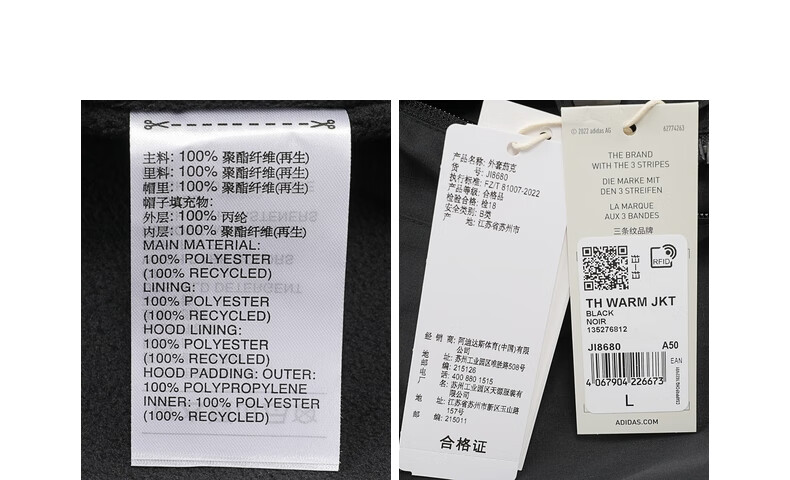 主料: 100% 聚酯纤维(再生)
里料: 100% 聚酯纤维(再生)
帽里: 100% 聚酯纤维(再生)
帽子填充物:
外层: 100% 丙纶
内层: 100% 聚酯纤维(再生)
MAIN MATERIAL:
100% POLYESTER
(100% RECYCLED)
LINING:
100% POLYESTER
(100% RECYCLED)
HOOD LINING:
100% POLYESTER
(100% RECYCLED)
HOOD PADDING: OUTER:
100% POLYPROPYLENE
INNER: 100% POLYESTER
(100% RECYCLED)
产品名称: 外套茄克
货 号: JI8680
执行标准: FZ/T 81007-2022
产品等级: 合格品
检验合格: 检18
安全类别: B类
产 地: 江苏省苏州市
经 销 商: 阿迪达斯体育(中国)有限
公司
地 址: 苏州工业园区唯胜路508号
邮 编: 215126
电 话: 400 880 1515
厂 名: 苏州工业园区天源服装有
限公司
地 址: 江苏省苏州市新区玉山路
157号
邮 编: 215011
合格证
© 2022 adidas AG
62774263
THE BRAND
WITH THE 3 STRIPES
DIE MARKE MIT
DEN 3 STREIFEN
LA MARQUE
AUX 3 BANDES
三条纹品牌
RFID
TH WARM JKT
BLACK
NOIR
135276812
JI8680 A50
EAN
4067904226673
L
ADIDAS.COM